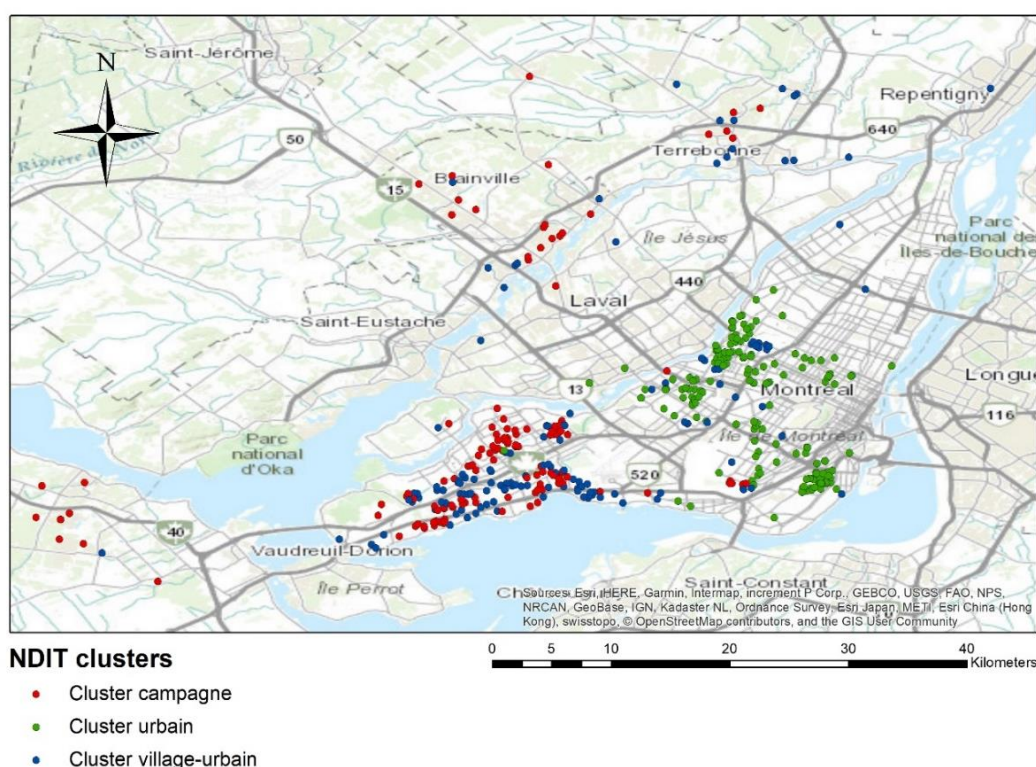 Saint-Jérôme
N
Repentigny
640
50
Terrebonne
15
Blainville
Parc
national de
Îles-de-Bouche
Île Jésus
440
Laval
Saint-Eustache
13
Montréal
Longue
116
Parc
national
d'Oka
Île de Montréal
520
40
Vaudreuil-Dorion
Île Perrot
Ch
Saint-Constant
Sources: Esri, HERE, Garmin, Intermap, increment P Corp., GEBCO, USGS, FAO, NPS,
NRCAN, GeoBase, IGN, Kadaster NL, Ordnance Survey, Esri Japan, METI, Esri China (Hong
Kong), swisstopo, © OpenStreetMap contributors, and the GIS User Community
NDIT clusters
0 5 10 20 30 40
Kilometers
Cluster campagne
Cluster urbain
Cluster village-urbain